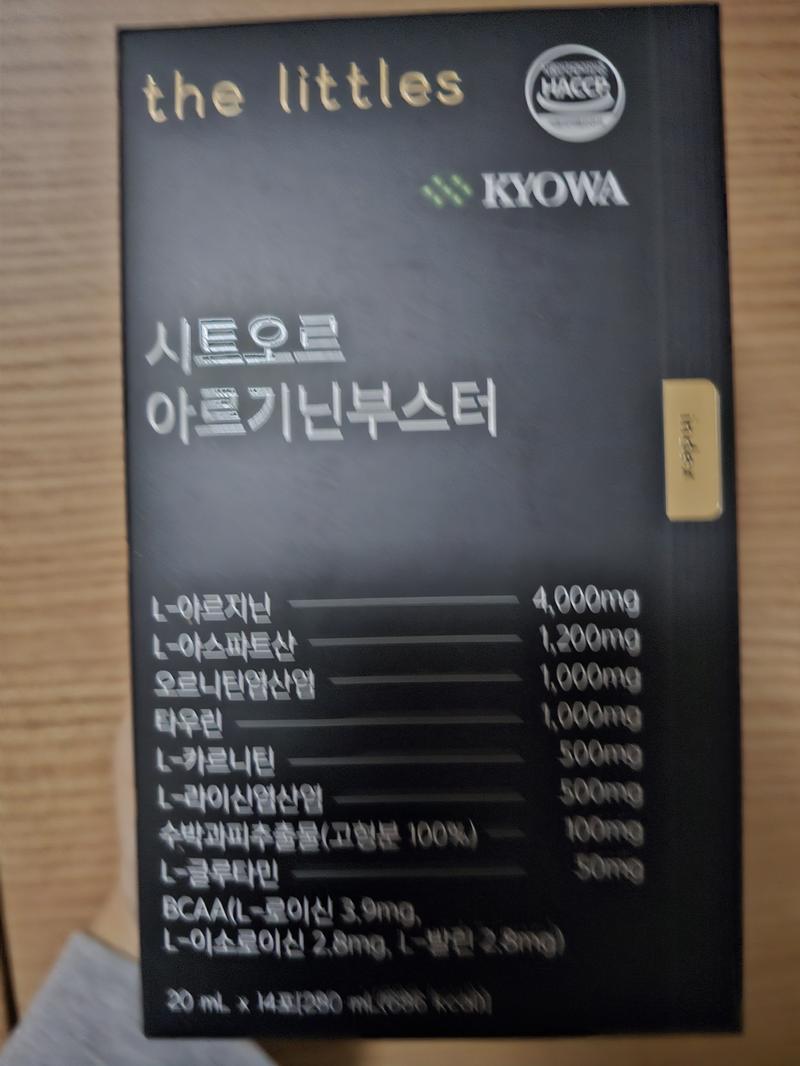 the littles
HACCP
KYOWA
시트오르
아르기닌부스터
L-아르지닌 4,000mg
L-아스파트산 1,200mg
오르니틴염산염 1,000mg
타우린 1,000mg
L-카르니틴 500mg
L-라이신염산염 500mg
수박과피추출물(고형분 100%) 100mg
L-글루타민 50mg
BCAA(L-로이신 3.9mg,
L-이소로이신 2.8mg, L-발린 2.8mg)
20 mL x 14포(280 mL